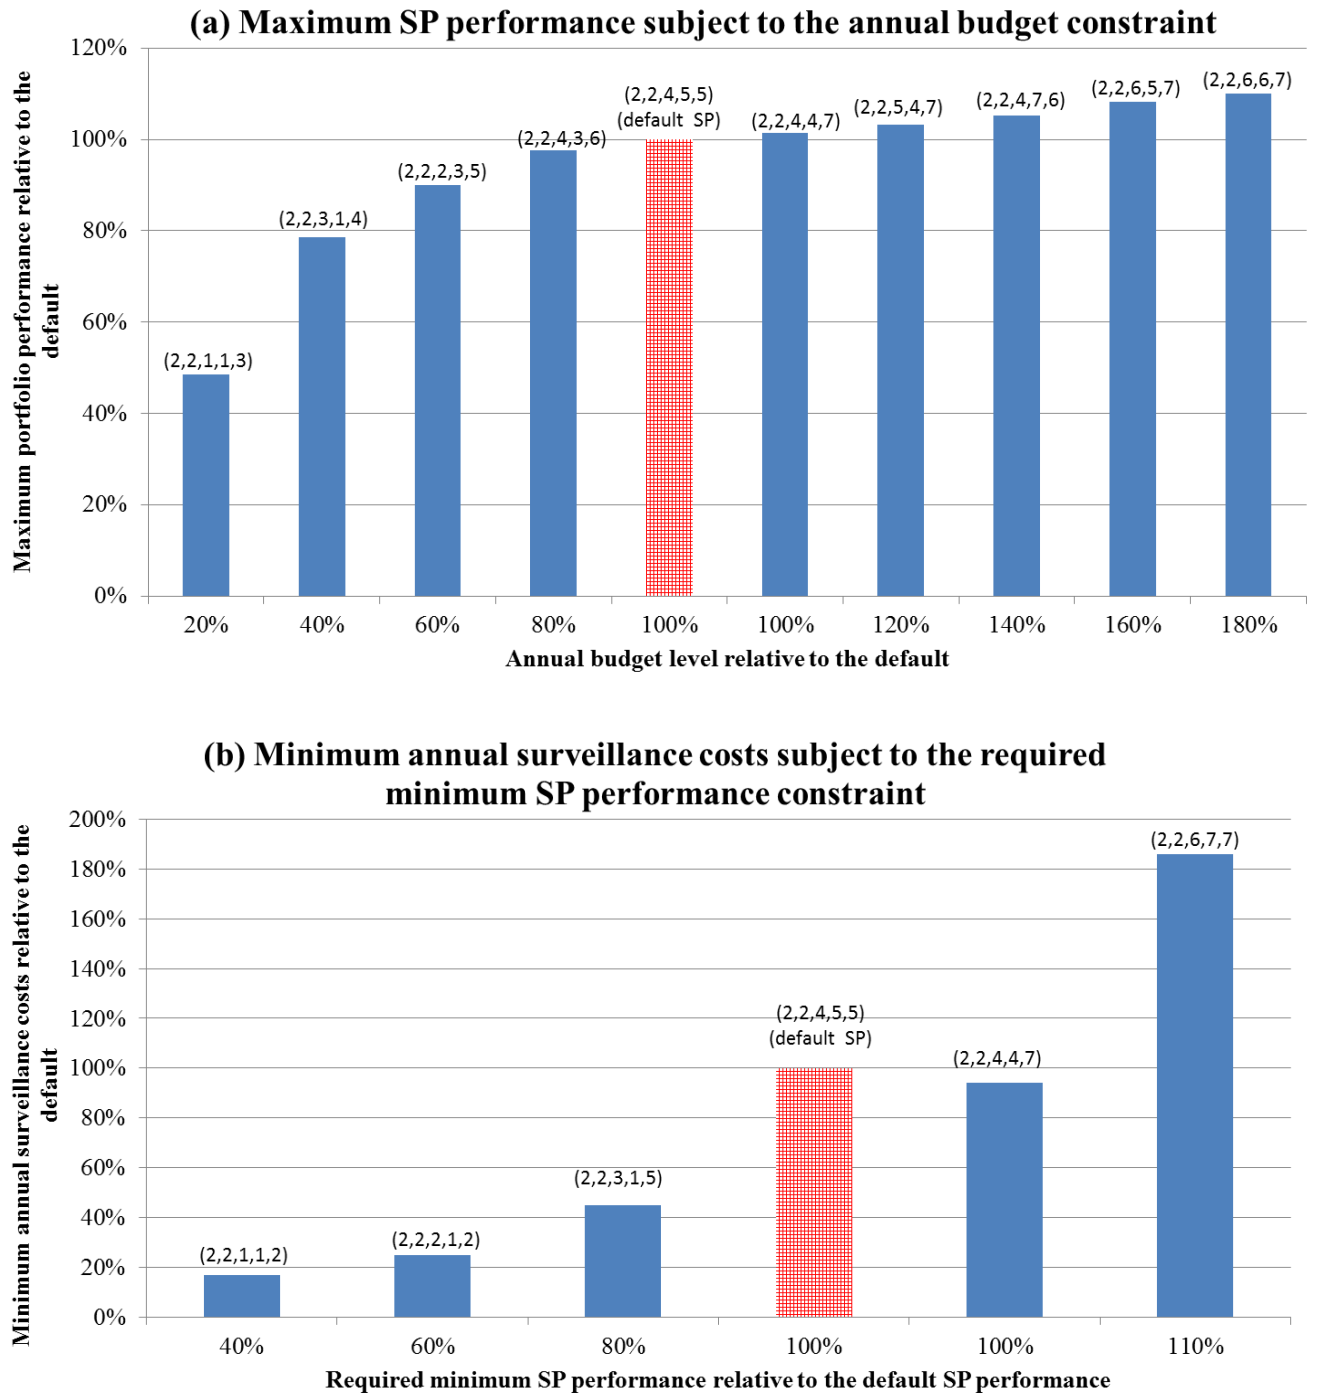 (a) Maximum SP performance subject to the annual budget constraint
Maximum portfolio performance relative to the
default
120%
100%
80%
60%
40%
20%
0%
(2,2,1,1,3)
(2,2,3,1,4)
(2,2,2,3,5)
(2,2,4,3,6)
(2,2,4,5,5)
(default SP)
(2,2,4,4,7)
(2,2,5,4,7)
(2,2,4,7,6)
(2,2,6,5,7)
(2,2,6,6,7)
20% 40% 60% 80% 100% 100% 120% 140% 160% 180%
Annual budget level relative to the default
(b) Minimum annual surveillance costs subject to the required
minimum SP performance constraint
Minimum annual surveillance costs relative to the
default
200%
180%
160%
140%
120%
100%
80%
60%
40%
20%
0%
(2,2,1,1,2)
(2,2,2,1,2)
(2,2,3,1,5)
(2,2,4,5,5)
(default SP)
(2,2,4,4,7)
(2,2,6,7,7)
40% 60% 80% 100% 100% 110%
Required minimum SP performance relative to the default SP performance